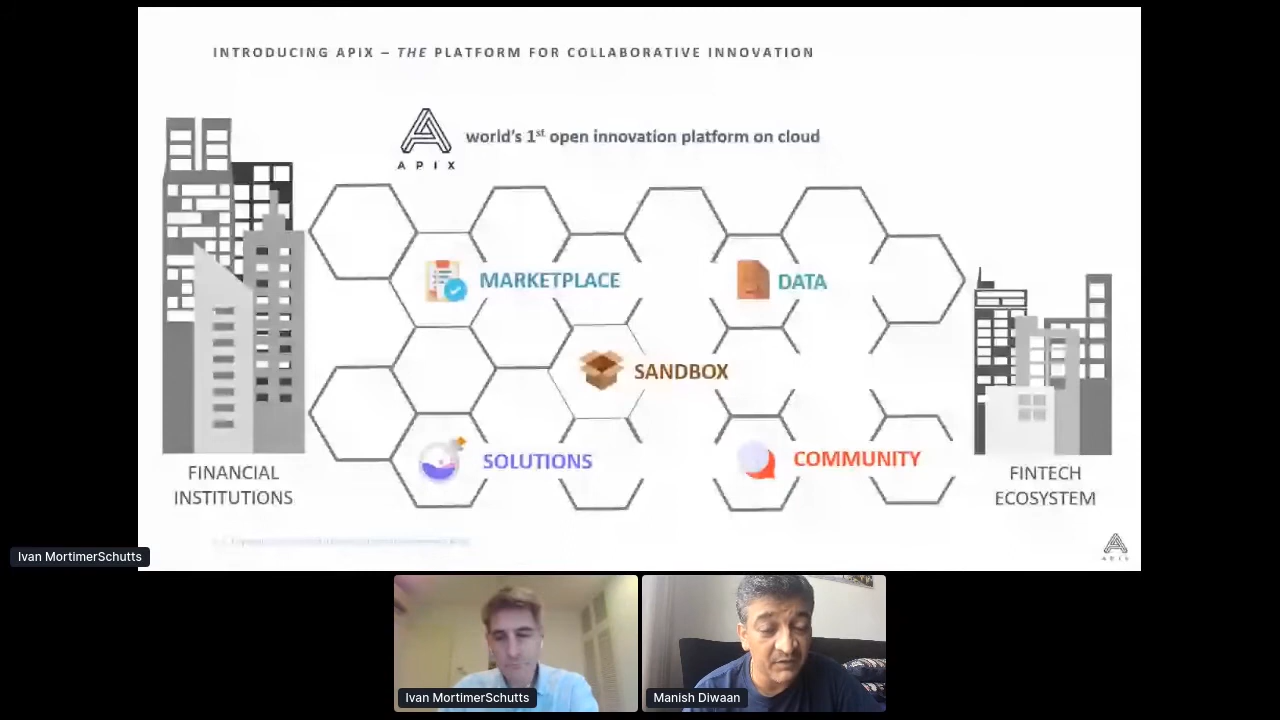 INTRODUCING APIX – THE PLATFORM FOR COLLABORATIVE INNOVATION
APIX
world's 1st open innovation platform on cloud
MARKETPLACE
DATA
SANDBOX
SOLUTIONS
COMMUNITY
FINANCIAL
INSTITUTIONS
FINTECH
ECOSYSTEM
APIX
Ivan MortimerSchutts
Ivan MortimerSchutts
Manish Diwaan